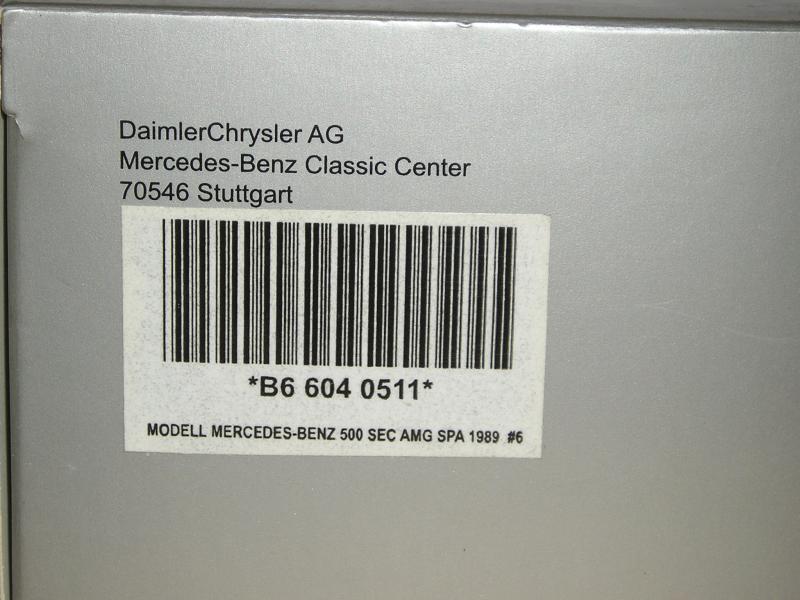 DaimlerChrysler AG
Mercedes-Benz Classic Center
70546 Stuttgart
*B6 604 0511*
MODELL MERCEDES-BENZ 500 SEC AMG SPA 1989 #6